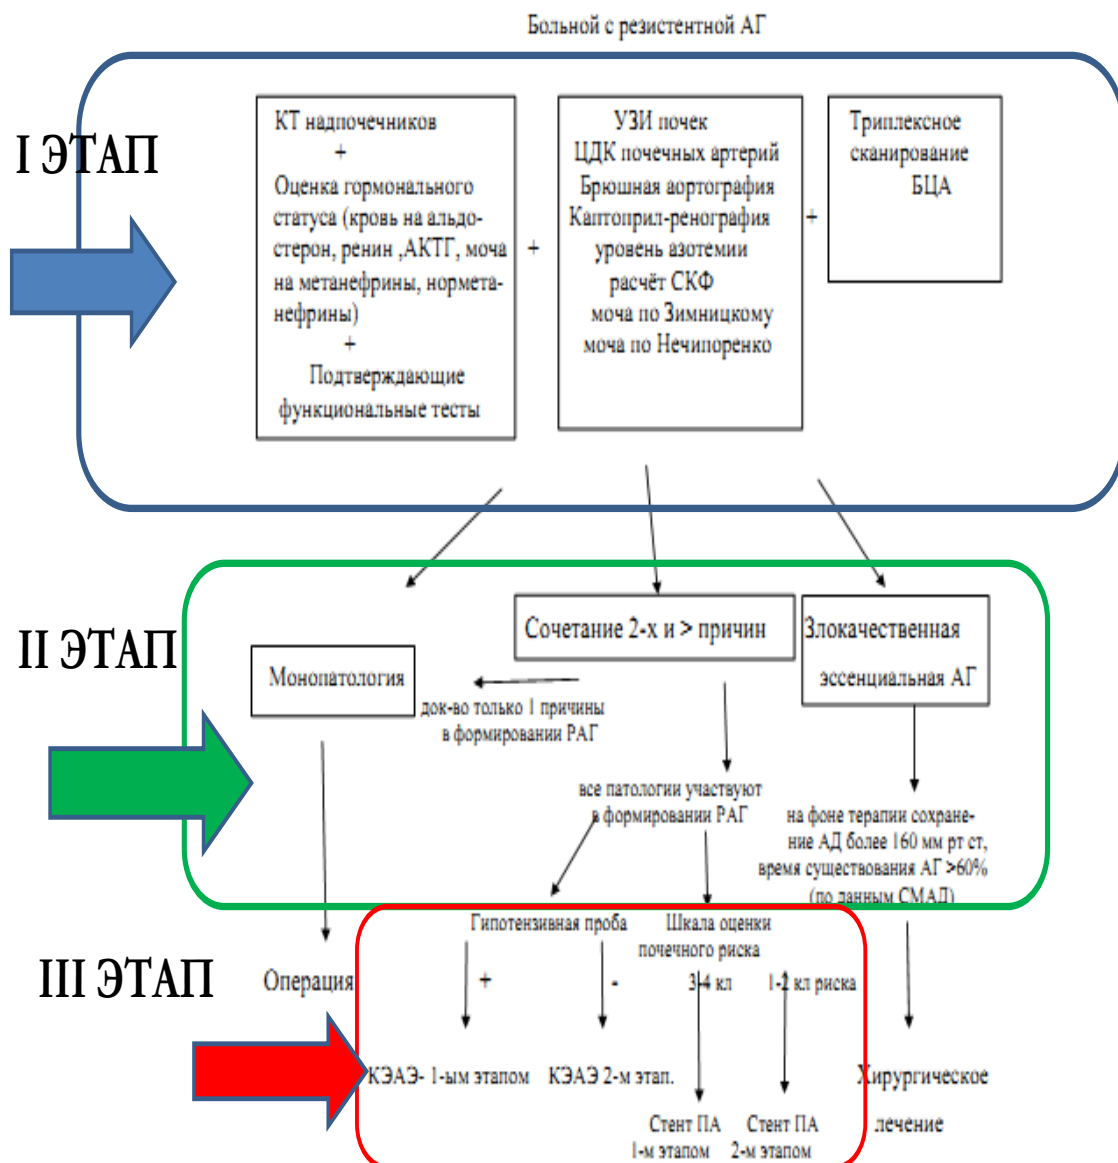 Больной с резистентной АГ
I ЭТАП
КТ надпочечников
+
Оценка гормонального
статуса (кровь на альдо-
стерон, ренин ,АКТГ, моча
на метанефрины, нормета-
нефрины)
+
Подтверждающие
функциональные тесты
+
УЗИ почек
ЦДК почечных артерий
Брюшная аортография
Каптоприл-ренография
уровень азотемии
расчёт СКФ
моча по Зимницкому
моча по Нечипоренко
+
Триплексное
сканирование
БЦА
II ЭТАП
Монопатология
Сочетание 2-х и > причин
Злокачественная
эссенциальная АГ
док-во только 1 причины
в формировании РАГ
все патологии участвуют
в формировании РАГ
на фоне терапии сохране-
ние АД более 160 мм рт ст,
время существования АГ >60%
(по данным СМАД)
III ЭТАП
Операция
Гипотензивная проба
+
-
Шкала оценки
почечного риска
3-4 кл
1-2 кл риска
КЭАЭ- 1-ым этапом
КЭАЭ 2-м этап.
Стент ПА
1-м этапом
Стент ПА
2-м этапом
Хирургическое
лечение